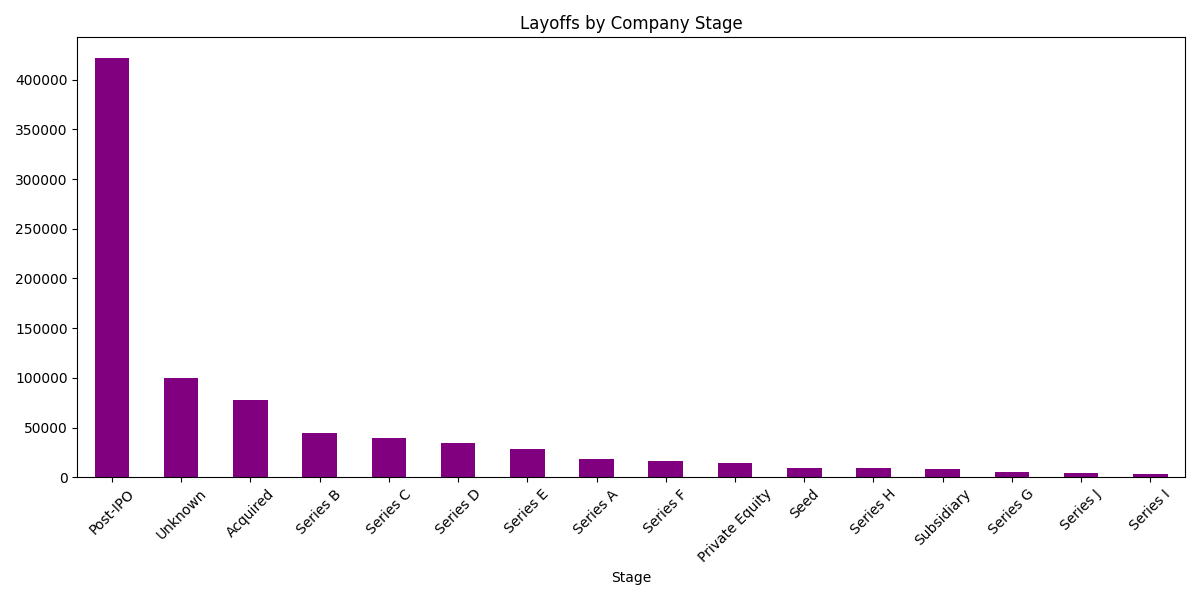 Layoffs by Company Stage
400000
350000
300000
250000
200000
150000
100000
50000
0
Post-IPO
Unknown
Acquired
Series B
Series C
Series D
Series E
Series A
Series F
Private Equity
Seed
Series H
Subsidiary
Series G
Series J
Series I
Stage